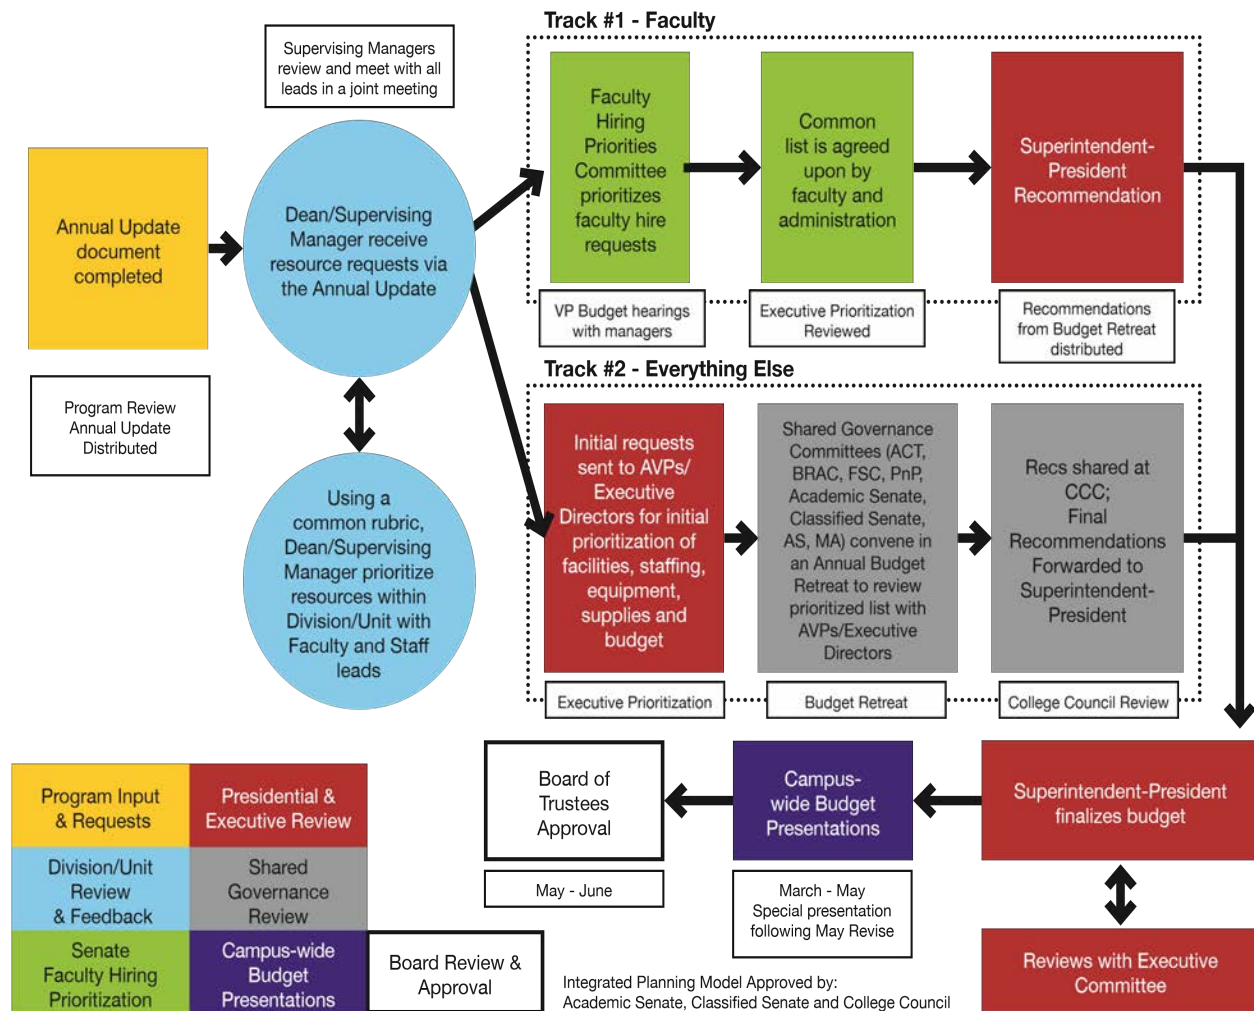 Track #1 - Faculty
Supervising Managers
review and meet with all
leads in a joint meeting
Annual Update
document
completed
Program Review
Annual Update
Distributed
Dean/Supervising
Manager receive
resource requests via
the Annual Update
Using a
common rubric,
Dean/Supervising
Manager prioritize
resources within
Division/Unit with
Faculty and Staff
leads
Faculty
Hiring
Priorities
Committee
prioritizes
faculty hire
requests
VP Budget hearings
with managers
Common
list is agreed
upon by
faculty and
administration
Executive Prioritization
Reviewed
Superintendent-
President
Recommendation
Recommendations
from Budget Retreat
distributed
Track #2 - Everything Else
Initial requests
sent to AVPs/
Executive
Directors for initial
prioritization of
facilities, staffing,
equipment,
supplies and
budget
Executive Prioritization
Shared Governance
Committees (ACT,
BRAC, FSC, PnP,
Academic Senate,
Classified Senate,
AS, MA) convene in
an Annual Budget
Retreat to review
prioritized list with
AVPs/Executive
Directors
Budget Retreat
Recs shared at
CCC;
Final
Recommendations
Forwarded to
Superintendent-
President
College Council Review
Superintendent-President
finalizes budget
Reviews with Executive
Committee
Campus-
wide Budget
Presentations
March - May
Special presentation
following May Revise
Board of
Trustees
Approval
May - June
Program Input
& Requests
Presidential &
Executive Review
Division/Unit
Review
& Feedback
Shared
Governance
Review
Senate
Faculty Hiring
Prioritization
Campus-wide
Budget
Presentations
Board Review &
Approval
Integrated Planning Model Approved by:
Academic Senate, Classified Senate and College Council